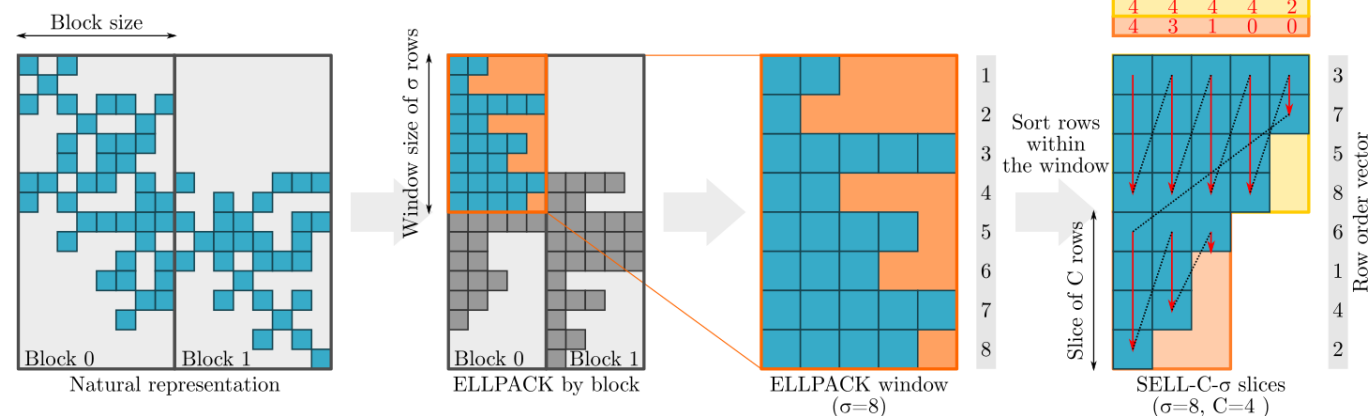 4 4 4 4 2
4 3 1 0 0
Block size
Window size of σ rows
Block 0
Block 1
Natural representation
Block 0
Block 1
ELLPACK by block
1
2
3
4
5
6
7
8
ELLPACK window
(σ=8)
Sort rows
within
the window
Slice of C rows
3
7
5
8
6
1
4
2
Row order vector
SELL-C-σ slices
(σ=8, C=4 )